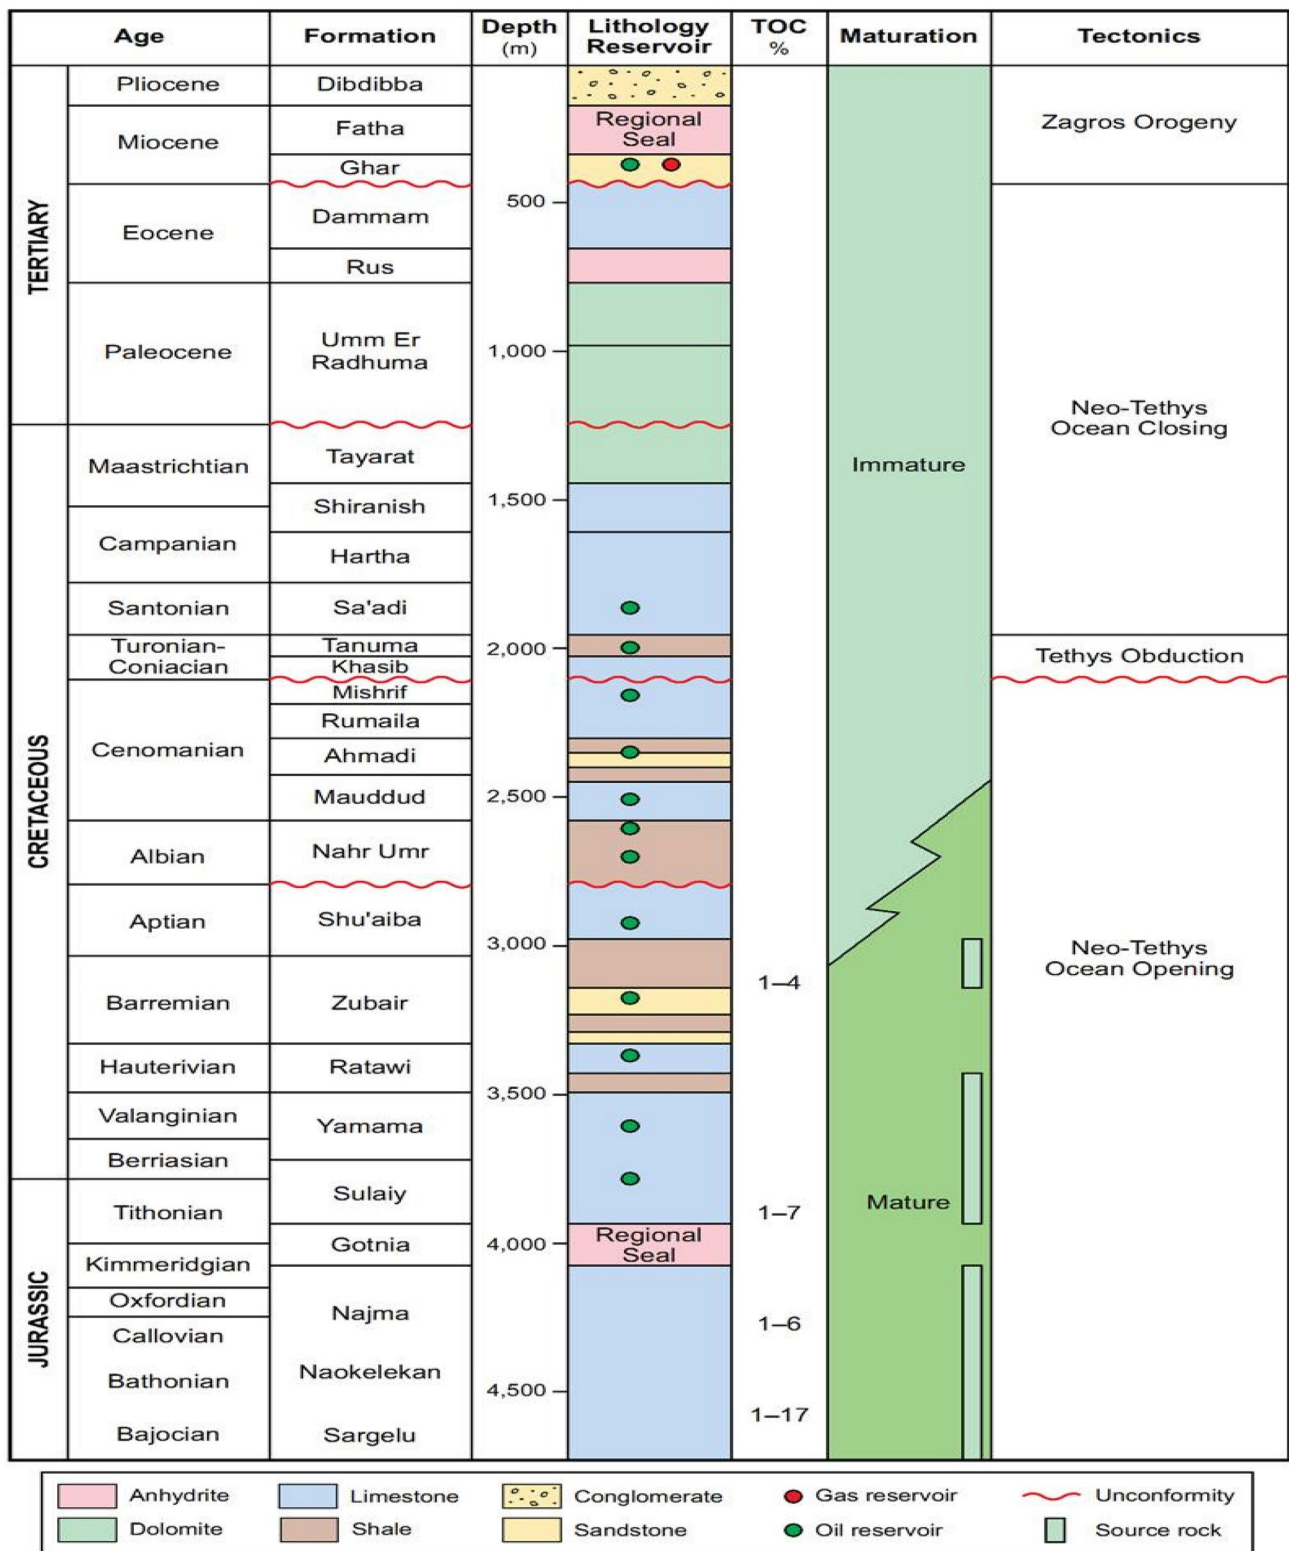 Age Formation Depth (m) Lithology Reservoir TOC % Maturation Tectonics
TERTIARY
CRETACEOUS
JURASSIC
Pliocene
Miocene
Eocene
Paleocene
Maastrichtian
Campanian
Santonian
Turonian-
Coniacian
Cenomanian
Albian
Aptian
Barremian
Hauterivian
Valanginian
Berriasian
Tithonian
Kimmeridgian
Oxfordian
Callovian
Bathonian
Bajocian
Dibdibba
Fatha
Ghar
Dammam
Rus
Umm Er
Radhuma
Tayarat
Shiranish
Hartha
Sa'adi
Tanuma
Khasib
Mishrif
Rumaila
Ahmadi
Mauddud
Nahr Umr
Shu'aiba
Zubair
Ratawi
Yamama
Sulaiy
Gotnia
Najma
Naokelekan
Sargelu
500
1,000
1,500
2,000
2,500
3,000
3,500
4,000
4,500
Regional
Seal
Regional
Seal
1–4
1–7
1–6
1–17
Immature
Mature
Zagros Orogeny
Neo-Tethys
Ocean Closing
Tethys Obduction
Neo-Tethys
Ocean Opening
Anhydrite Limestone Conglomerate Gas reservoir Unconformity
Dolomite Shale Sandstone Oil reservoir Source rock